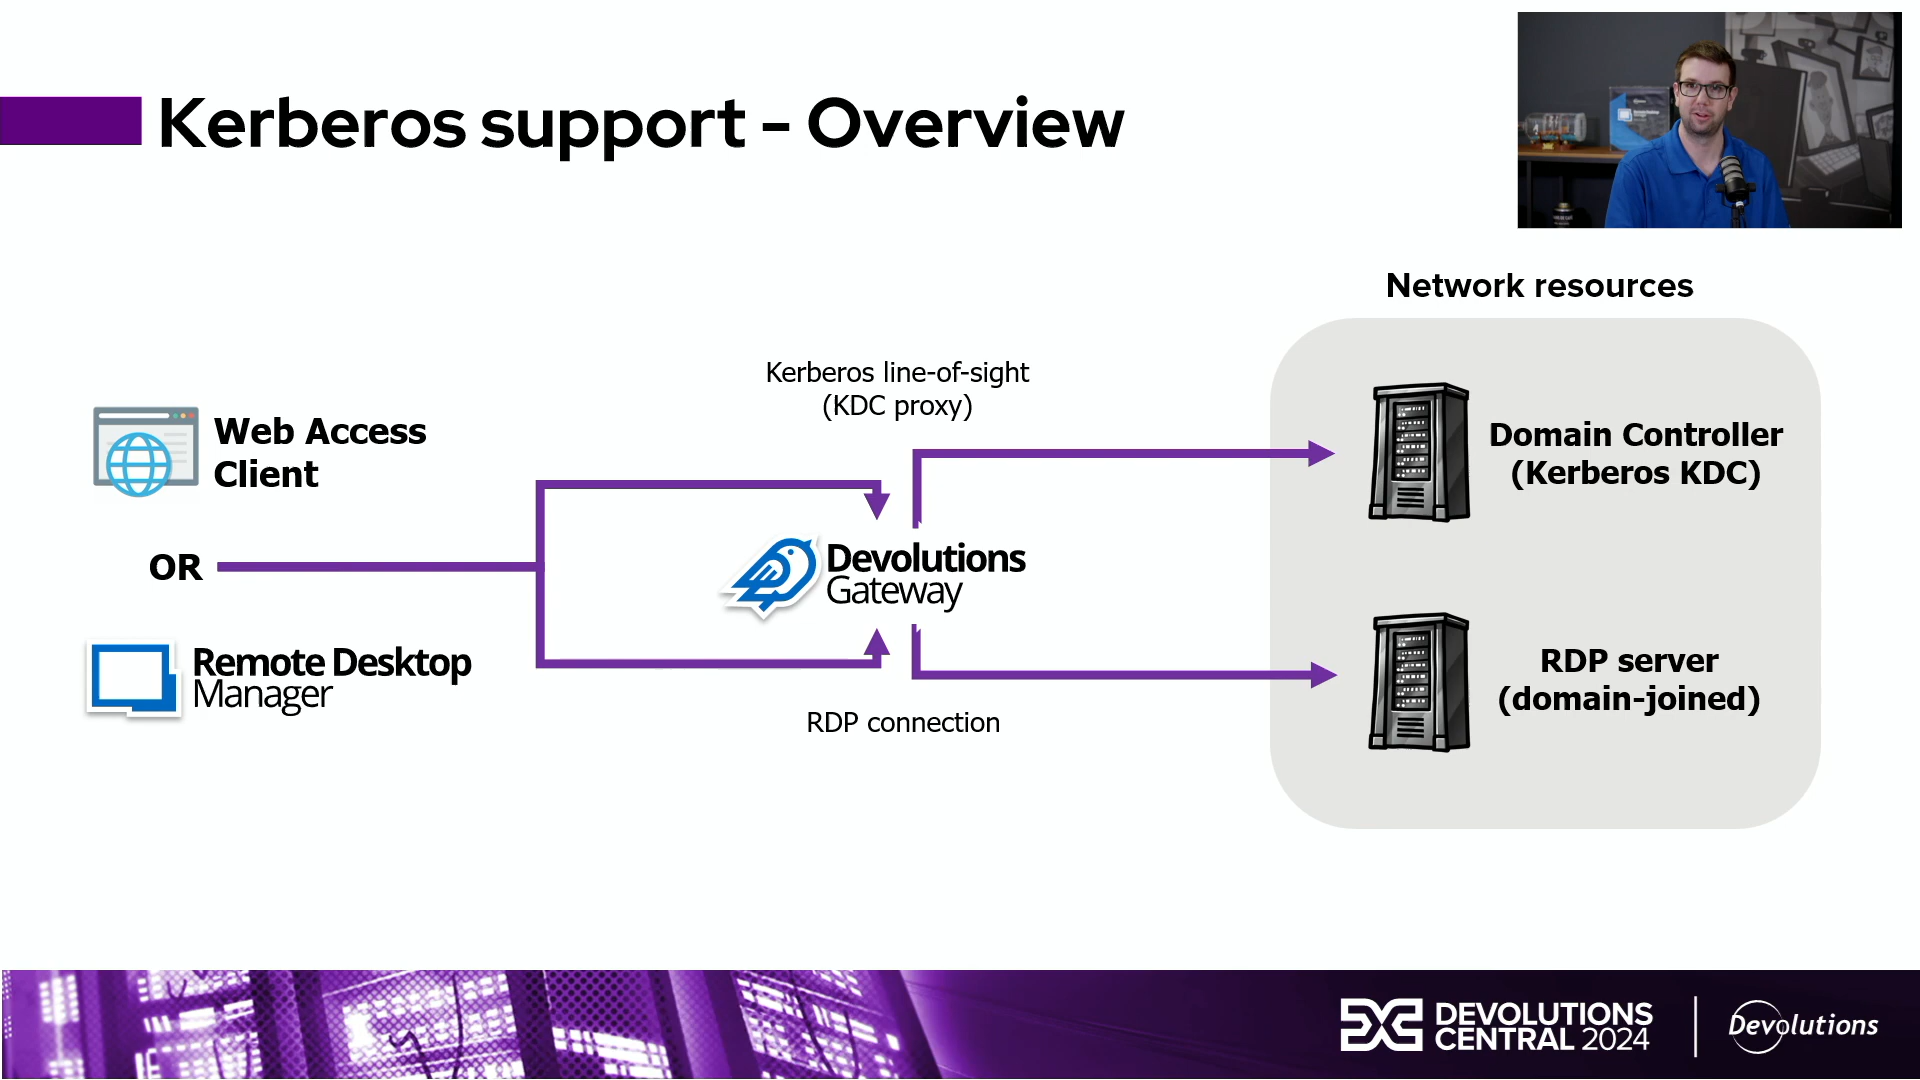 Kerberos support - Overview
Network resources
Kerberos line-of-sight
(KDC proxy)
Web Access
Client
Domain Controller
(Kerberos KDC)
OR
Devolutions
Gateway
Remote Desktop
Manager
RDP server
(domain-joined)
RDP connection
DEVOLUTIONS
CENTRAL 2024
Devolutions